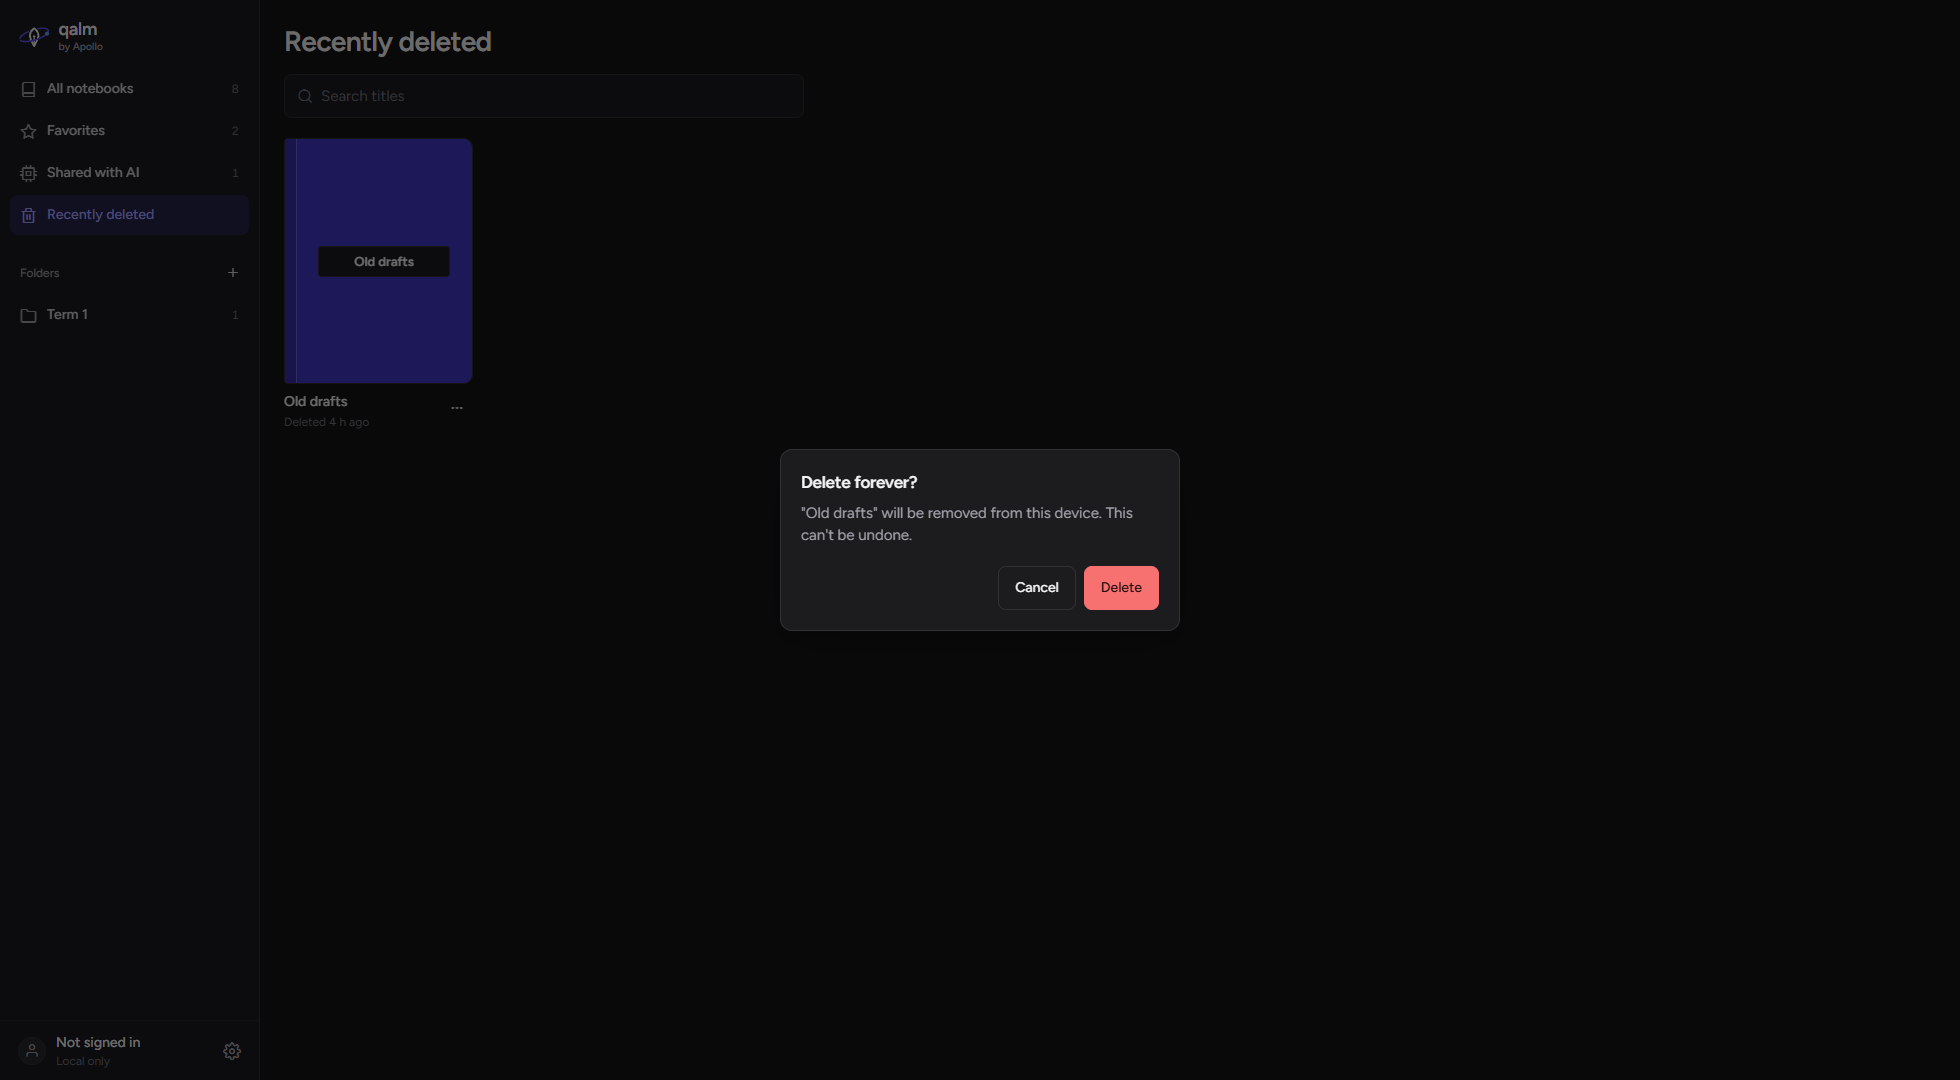 qalm
by Apollo
All notebooks 8
Favorites 2
Shared with AI 1
Recently deleted
Folders +
Term 1 1
Not signed in
Local only
Recently deleted
Search titles
Old drafts
Old drafts
Deleted 4 h ago
Delete forever?
"Old drafts" will be removed from this device. This
can't be undone.
Cancel Delete